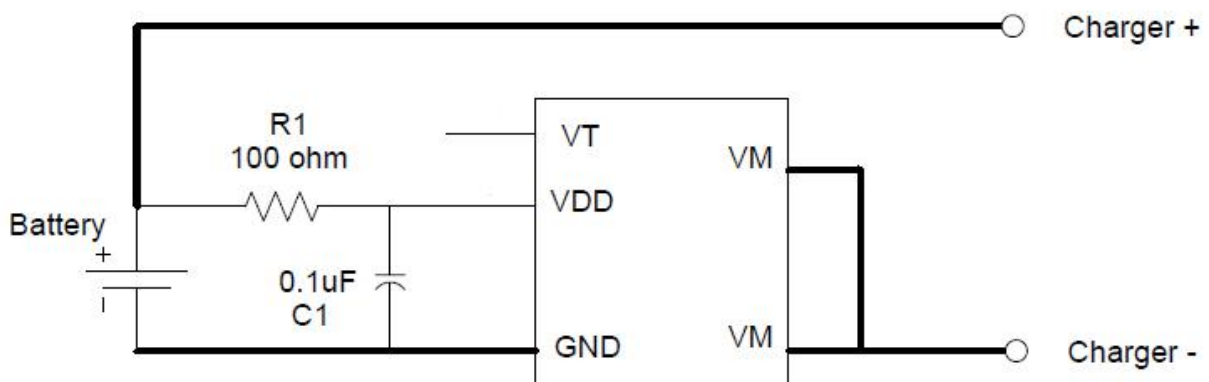 Charger +
R1
100 ohm
VT
VM
VDD
Battery
+
0.1uF
C1
GND
VM
Charger -